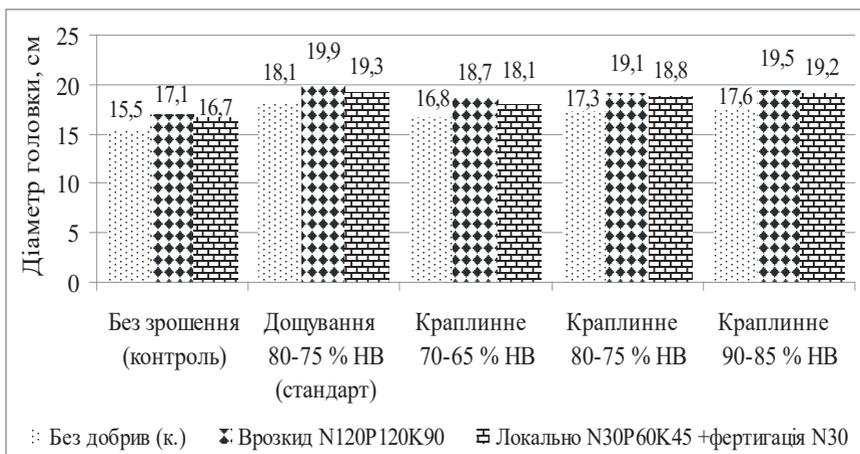 Діаметр головки, см
25
20
15
10
5
0
15,5 17,1 16,7
18,1 19,9 19,3
16,8 18,7 18,1
17,3 19,1 18,8
17,6 19,5 19,2
Без зрошення
(контроль)
Дощування
80-75 % НВ
(стандарт)
Краплинне
70-65 % НВ
Краплинне
80-75 % НВ
Краплинне
90-85 % НВ
Без добрив (к.) Врозкид N120P120K90 Локально N30P60K45 +фертигація N30